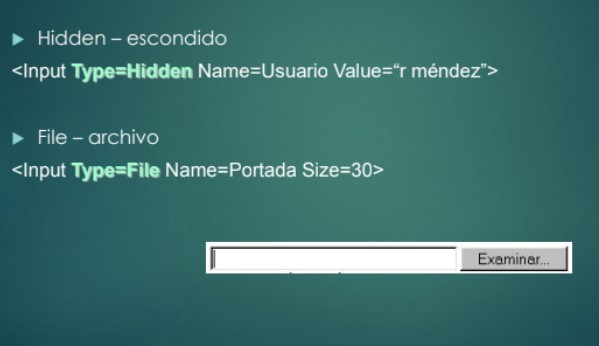 Hidden – escondido
<Input Type=Hidden Name=Usuario Value=“r méndez”>
File – archivo
<Input Type=File Name=Portada Size=30>
Examinar...